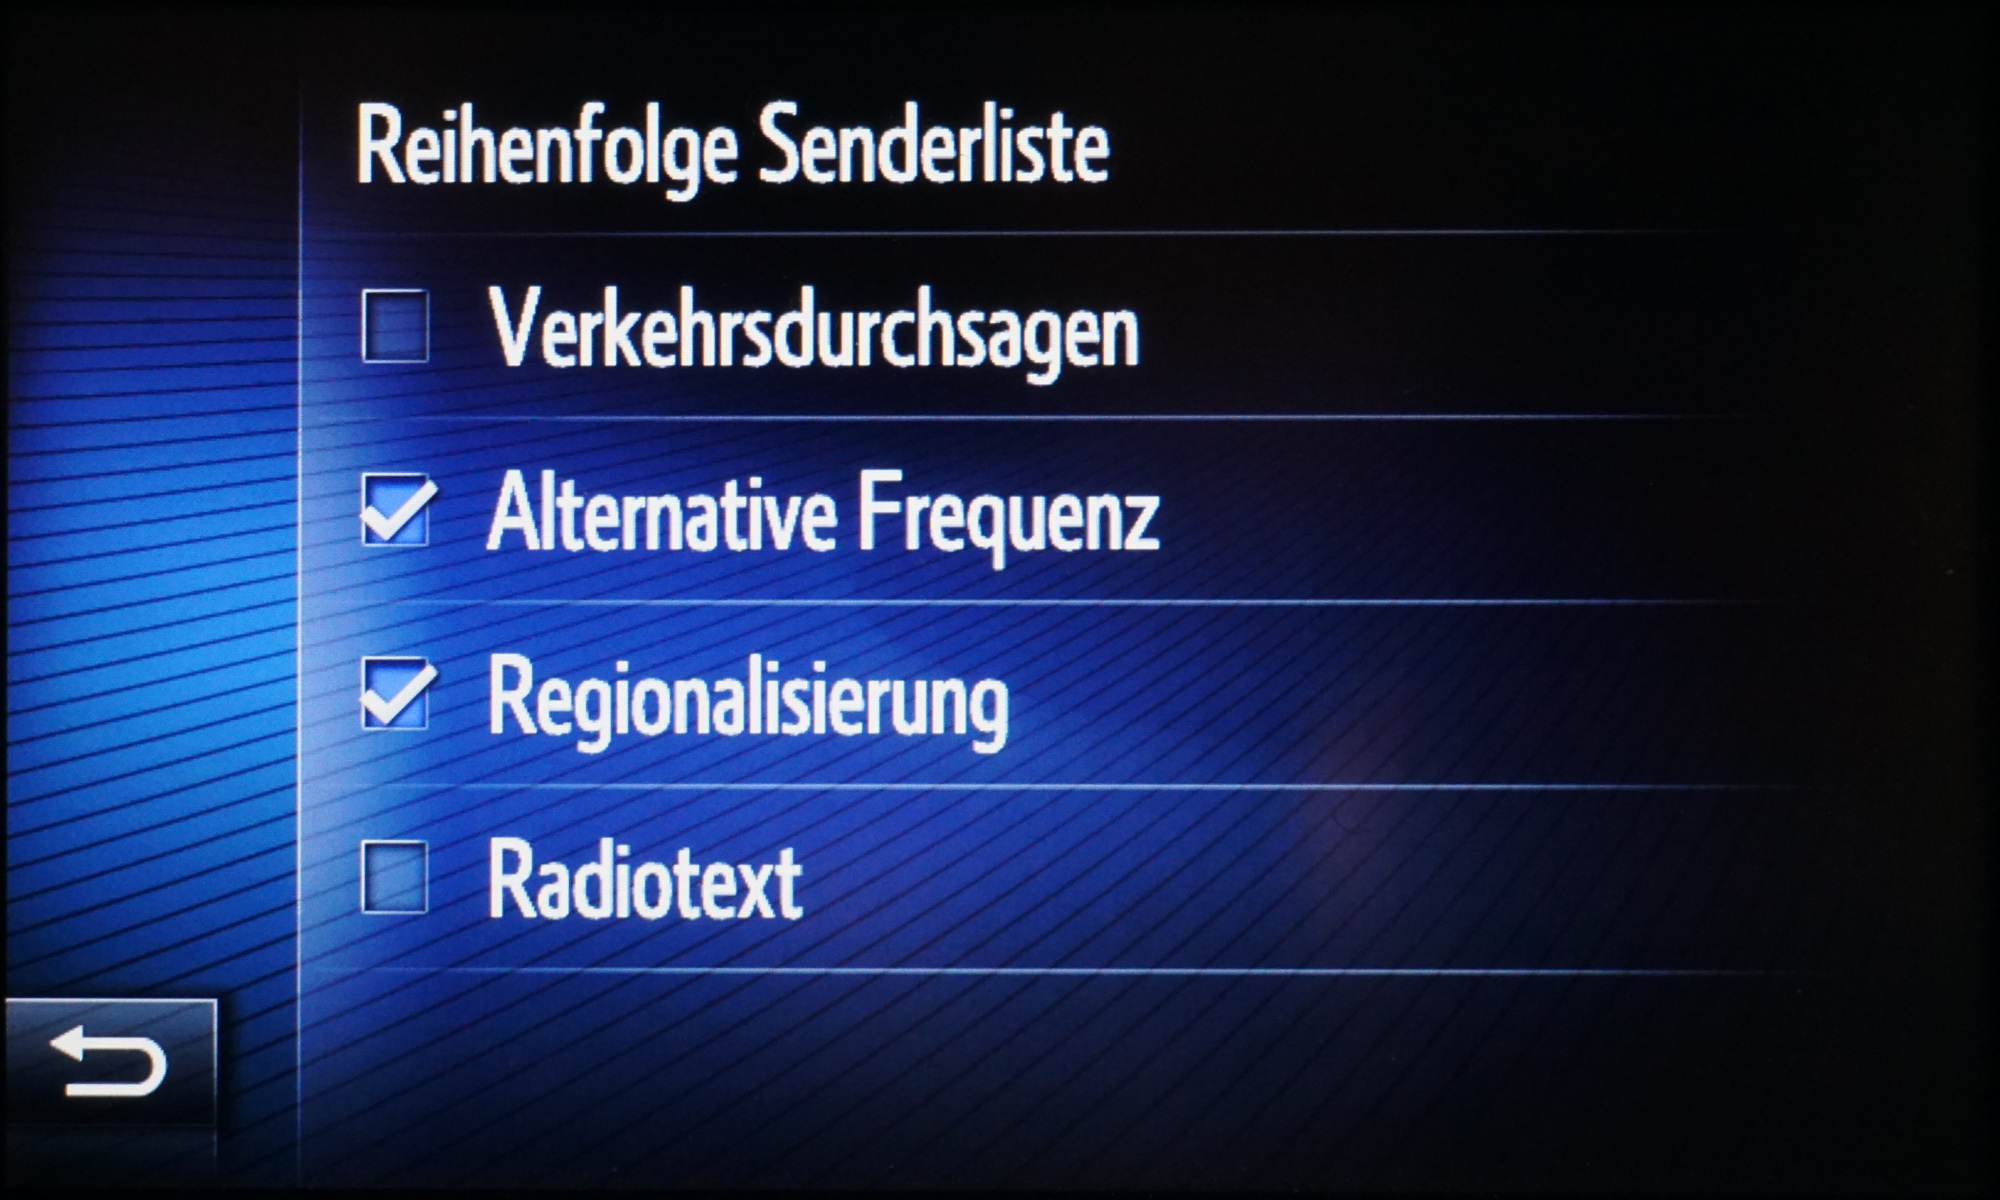 Reihenfolge Senderliste
Verkehrsdurchsagen
Alternative Frequenz
Regionalisierung
Radiotext